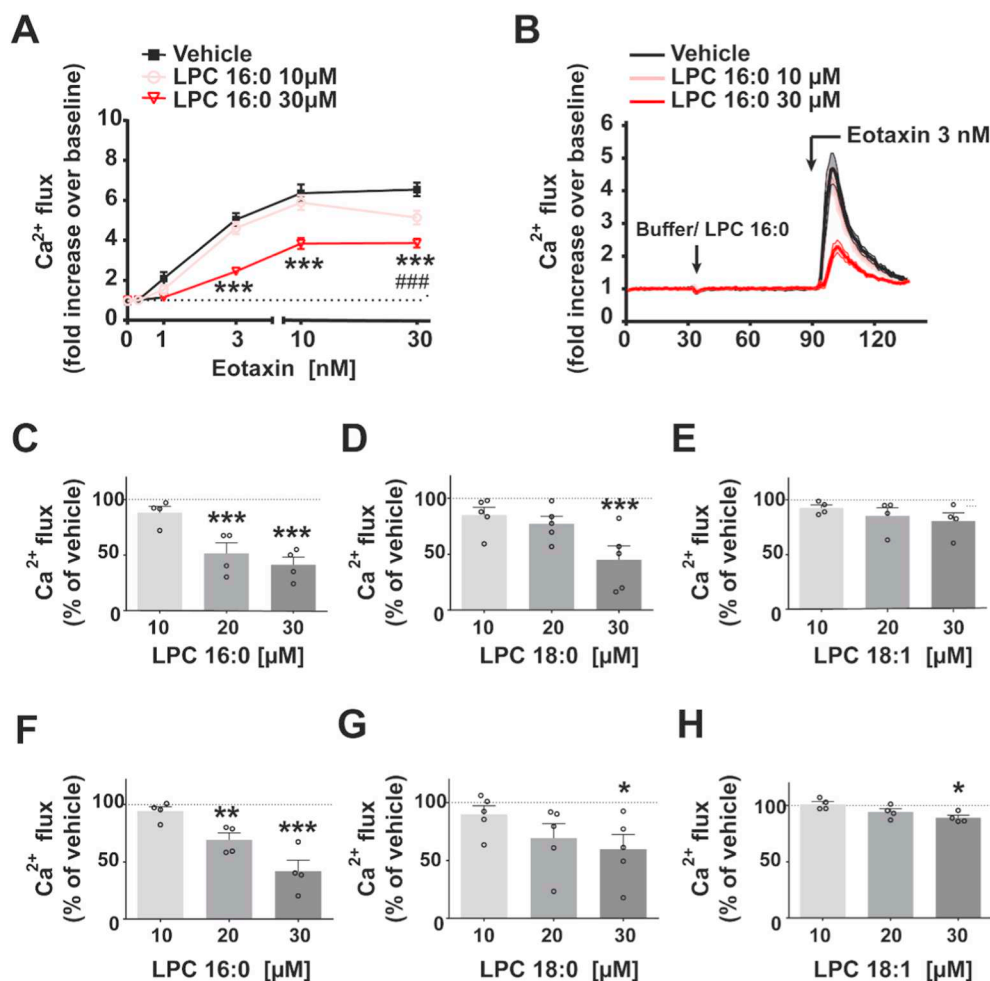 A
Vehicle
LPC 16:0 10µM
LPC 16:0 30µM
Ca2+ flux
(fold increase over baseline)
10
8
6
4
2
0
0 1 3 10 30
Eotaxin [nM]
***
***
***
###
B
Vehicle
LPC 16:0 10 µM
LPC 16:0 30 µM
Ca2+ flux
(fold increase over baseline)
6
5
4
3
2
1
0
Eotaxin 3 nM
Buffer/ LPC 16:0
0 30 60 90 120
C
Ca2+ flux
(% of vehicle)
100
50
0
***
***
10 20 30
LPC 16:0 [µM]
D
Ca2+ flux
(% of vehicle)
100
50
0
***
10 20 30
LPC 18:0 [µM]
E
Ca2+ flux
(% of vehicle)
100
50
0
10 20 30
LPC 18:1 [µM]
F
Ca2+ flux
(% of vehicle)
100
50
0
**
***
10 20 30
LPC 16:0 [µM]
G
Ca2+ flux
(% of vehicle)
100
50
0
*
10 20 30
LPC 18:0 [µM]
H
Ca2+ flux
(% of vehicle)
100
50
0
*
10 20 30
LPC 18:1 [µM]